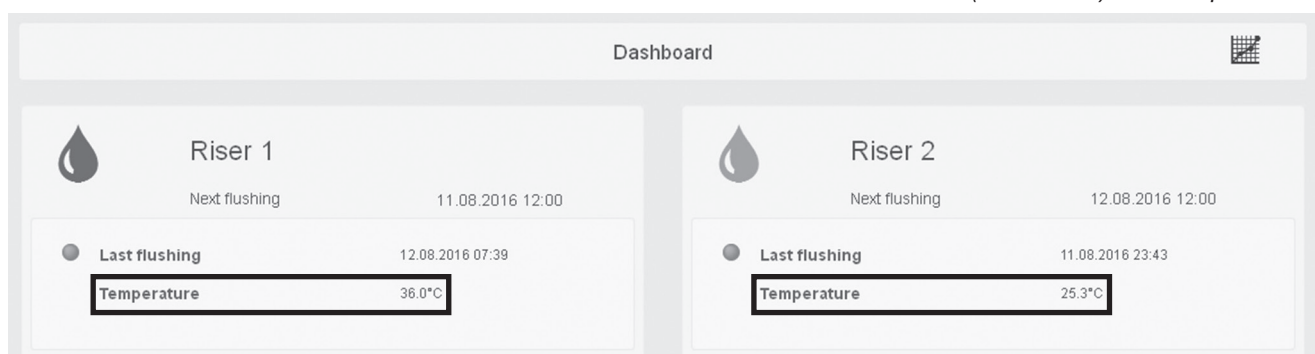 Dashboard
Riser 1
Next flushing 11.08.2016 12:00
Last flushing 12.08.2016 07:39
Temperature 36.0°C
Riser 2
Next flushing 12.08.2016 12:00
Last flushing 11.08.2016 23:43
Temperature 25.3°C